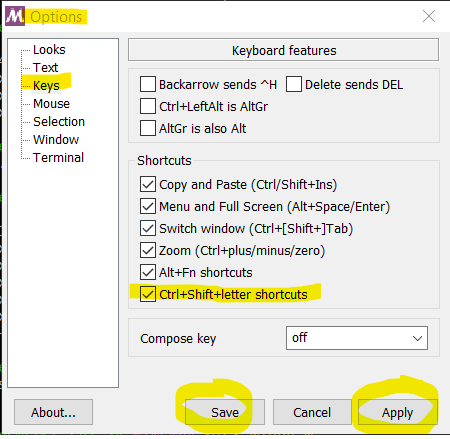 M Options
Looks
Text
Keys
Mouse
Selection
Window
Terminal
Keyboard features
Backarrow sends ^H Delete sends DEL
Ctrl+LeftAlt is AltGr
AltGr is also Alt
Shortcuts
Copy and Paste (Ctrl/Shift+Ins)
Menu and Full Screen (Alt+Space/Enter)
Switch window (Ctrl+[Shift+]Tab)
Zoom (Ctrl+plus/minus/zero)
Alt+Fn shortcuts
Ctrl+Shift+letter shortcuts
Compose key off
About... Save Cancel Apply